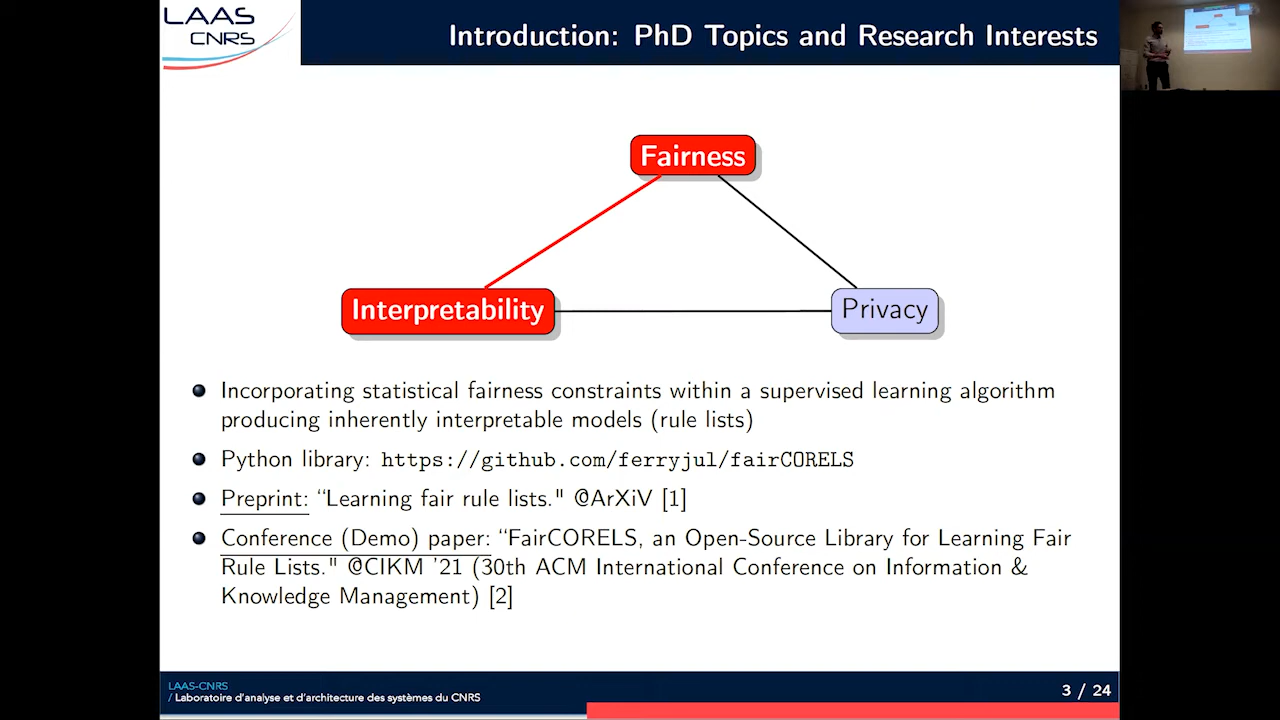 LAAS
CNRS
Introduction: PhD Topics and Research Interests
Fairness
Interpretability
Privacy
Incorporating statistical fairness constraints within a supervised learning algorithm
producing inherently interpretable models (rule lists)
Python library: https://github.com/ferryjul/fairCORELS
Preprint: “Learning fair rule lists." @ArXiV [1]
Conference (Demo) paper: “FairCORELS, an Open-Source Library for Learning Fair
Rule Lists." @CIKM '21 (30th ACM International Conference on Information &
Knowledge Management) [2]
LAAS-CNRS
/ Laboratoire d'analyse et d'architecture des systèmes du CNRS
3 / 24